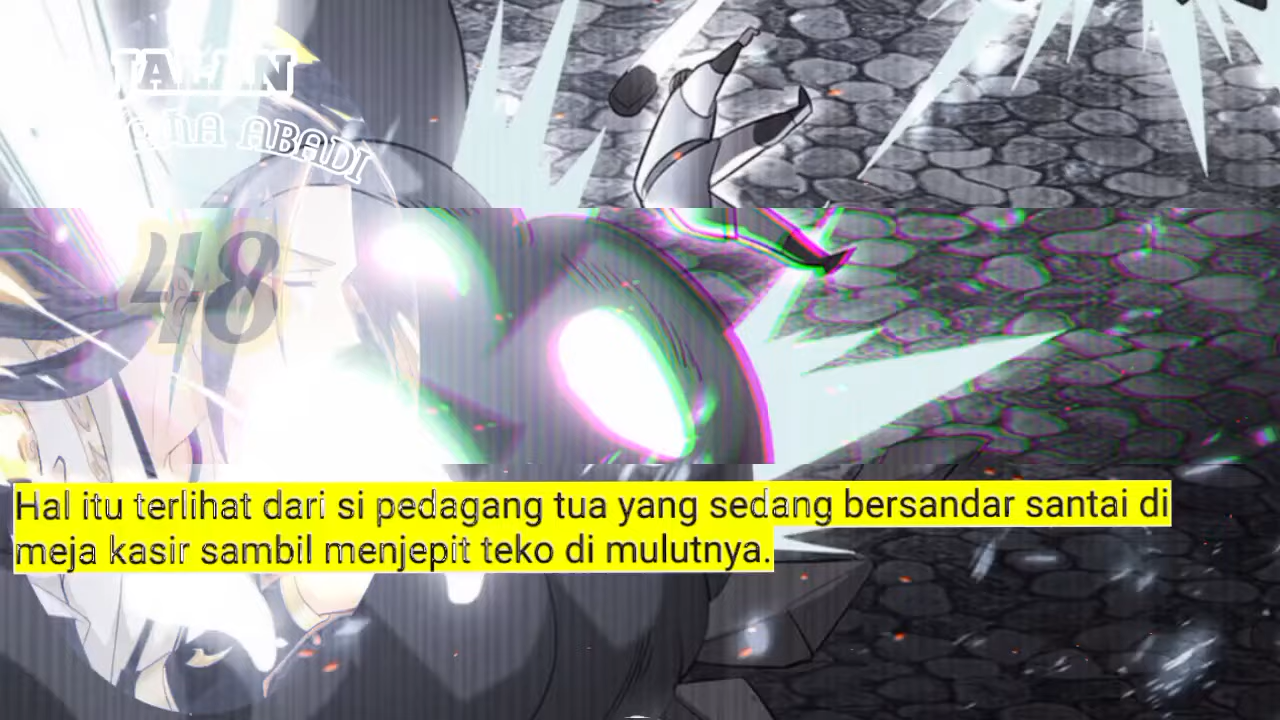 JALAN
ABADI
48
Hal itu terlihat dari si pedagang tua yang sedang bersandar santai di
meja kasir sambil menjepit teko di mulutnya.